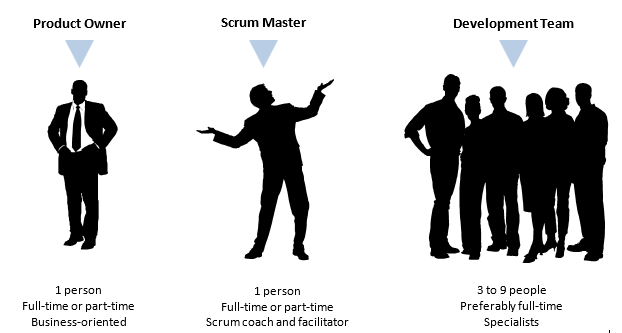 Product Owner
Scrum Master
Development Team
1 person
Full-time or part-time
Business-oriented
1 person
Full-time or part-time
Scrum coach and facilitator
3 to 9 people
Preferably full-time
Specialists